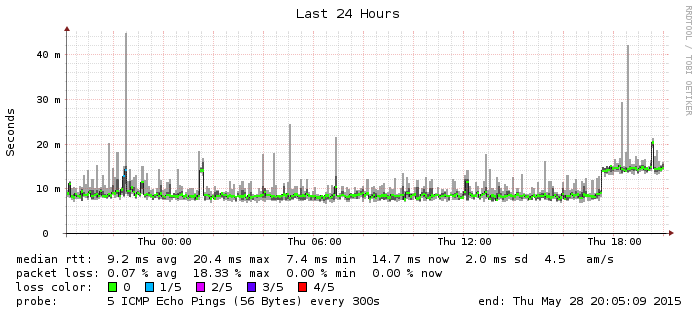 Last 24 Hours
RRDTOOL / TOBI OETIKER
Seconds
40 m
30 m
20 m
10 m
0
Thu 00:00 Thu 06:00 Thu 12:00 Thu 18:00
median rtt: 9.2 ms avg 20.4 ms max 7.4 ms min 14.7 ms now 2.0 ms sd 4.5 am/s
packet loss: 0.07 % avg 18.33 % max 0.00 % min 0.00 % now
loss color: 0 1/5 2/5 3/5 4/5
probe: 5 ICMP Echo Pings (56 Bytes) every 300s end: Thu May 28 20:05:09 2015